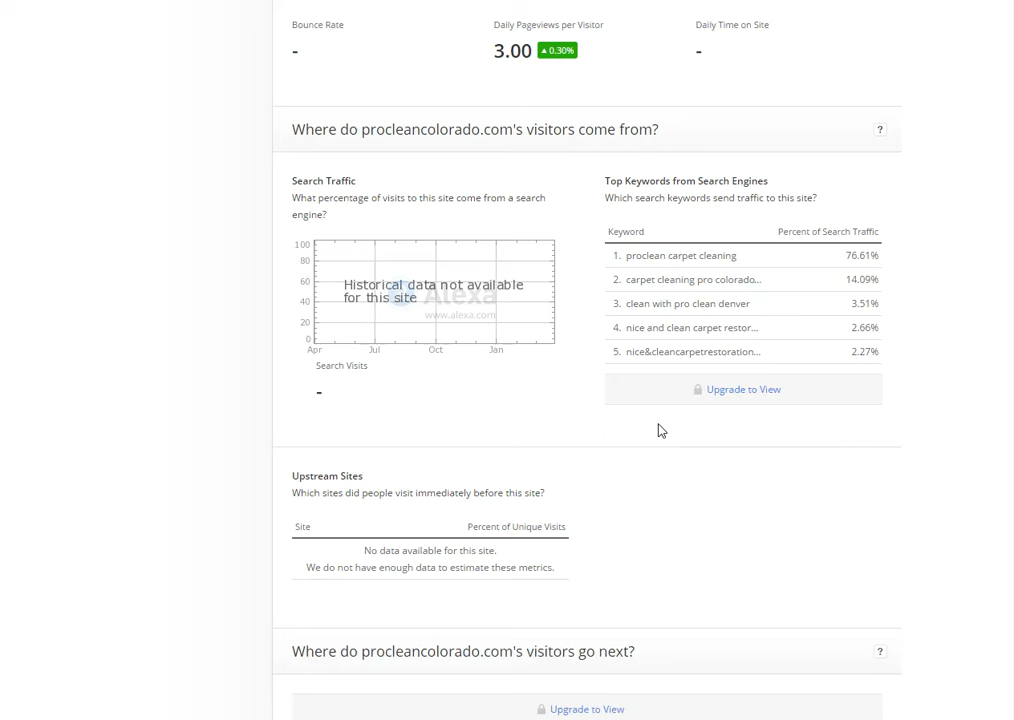 Bounce Rate
Daily Pageviews per Visitor
Daily Time on Site
-
3.00 0.30%
-
Where do procleancolorado.com's visitors come from?
?
Search Traffic
What percentage of visits to this site come from a search
engine?
100
80
60
40
20
0
Historical data not available
for this site
Alexa
www.alexa.com
Apr Jul Oct Jan
Search Visits
-
Top Keywords from Search Engines
Which search keywords send traffic to this site?
Keyword Percent of Search Traffic
1. proclean carpet cleaning 76.61%
2. carpet cleaning pro colorado... 14.09%
3. clean with pro clean denver 3.51%
4. nice and clean carpet restor... 2.66%
5. nice&cleancarpetrestoration... 2.27%
Upgrade to View
Upstream Sites
Which sites did people visit immediately before this site?
Site Percent of Unique Visits
No data available for this site.
We do not have enough data to estimate these metrics.
Where do procleancolorado.com's visitors go next?
?
Upgrade to View